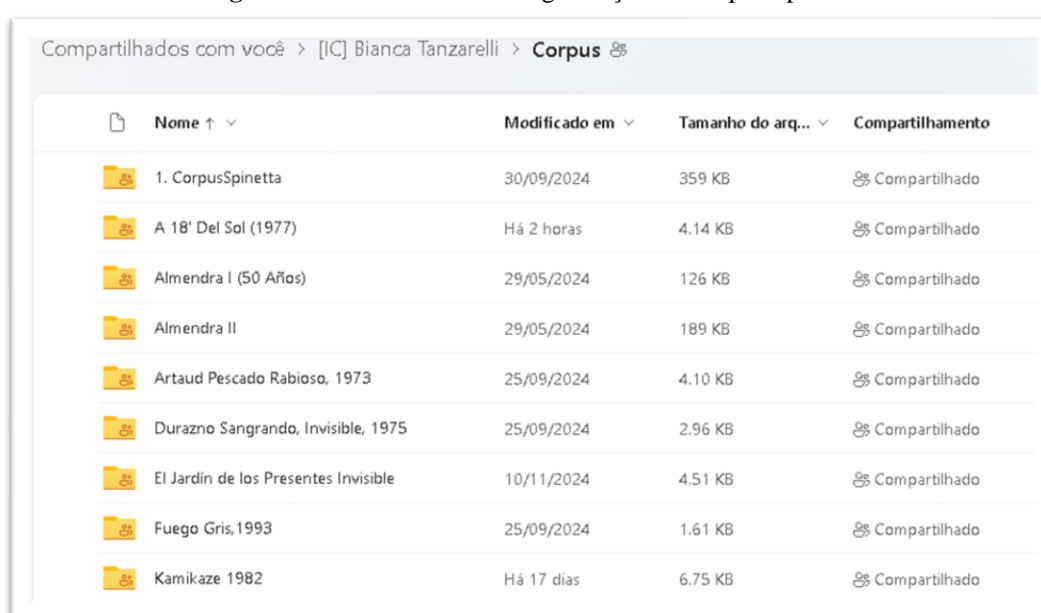 Compartilhados com você > [IC] Bianca Tanzarelli > Corpus
Nome ↑ Modificado em Tamanho do arq... Compartilhamento
1. CorpusSpinetta 30/09/2024 359 KB Compartilhado
A 18' Del Sol (1977) Há 2 horas 4.14 KB Compartilhado
Almendra I (50 Años) 29/05/2024 126 KB Compartilhado
Almendra II 29/05/2024 189 KB Compartilhado
Artaud Pescado Rabioso, 1973 25/09/2024 4.10 KB Compartilhado
Durazno Sangrando, Invisible, 1975 25/09/2024 2.96 KB Compartilhado
El Jardín de los Presentes Invisible 10/11/2024 4.51 KB Compartilhado
Fuego Gris,1993 25/09/2024 1.61 KB Compartilhado
Kamikaze 1982 Há 17 dias 6.75 KB Compartilhado